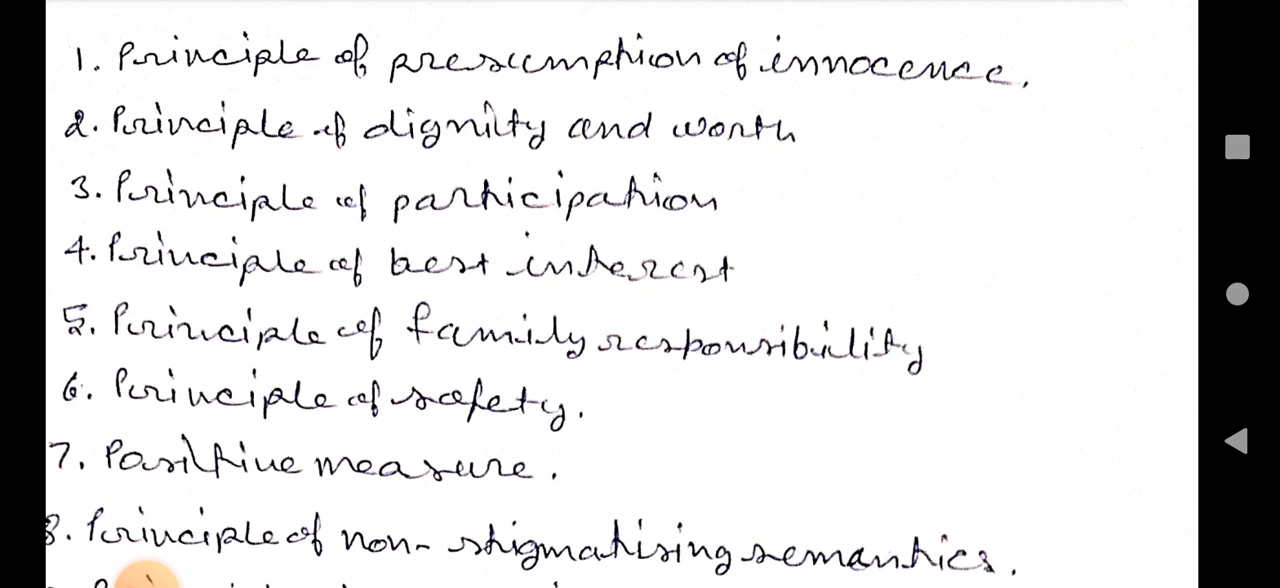 1. Principle of presumption of innocence.
2. Principle of dignity and worth
3. Principle of participation
4. Principle of best interest
5. Principle of family responsibility
6. Principle of safety.
7. Positive measure.
8. Principle of non-stigmatising semantics.